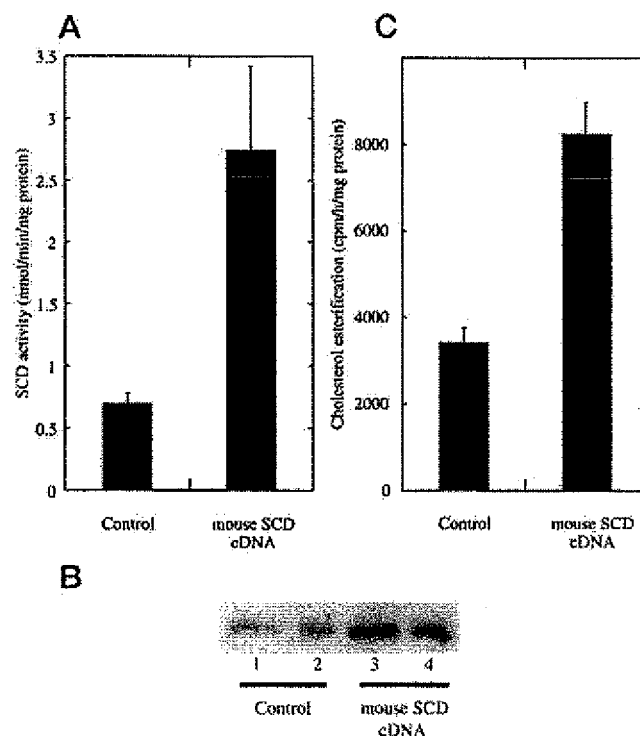 A
C
3.5
3
2.5
2
1.5
1
0.5
0
SCD activity (nmol/min/mg protein)
Control
mouse SCD
cDNA
8000
6000
4000
2000
0
Cholesterol esterification (cpm/h/mg protein)
Control
mouse SCD
cDNA
B
1
2
3
4
Control
mouse SCD
cDNA